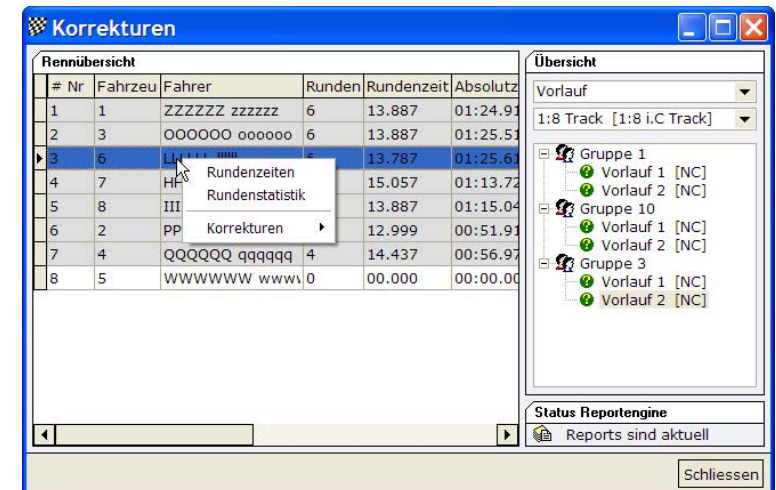 Korrekturen
Rennübersicht
# Nr Fahrzeu Fahrer Runden Rundenzeit Absolutz
1 1 ZZZZZZ zzzzzz 6 13.887 01:24.91
2 3 OOOOOO oooooo 6 13.887 01:25.51
3 6 13.787 01:25.61
4 7 HH 15.057 01:13.72
5 8 III 13.887 01:15.04
6 2 PP 12.999 00:51.91
7 4 QQQQQQ qqqqqq 4 14.437 00:56.97
8 5 WWWWWW www 0 00.000 00:00.00
Rundenzeiten
Rundenstatistik
Korrekturen
Übersicht
Vorlauf
1:8 Track [1:8 i.C Track]
Gruppe 1
Vorlauf 1 [NC]
Vorlauf 2 [NC]
Gruppe 10
Vorlauf 1 [NC]
Vorlauf 2 [NC]
Gruppe 3
Vorlauf 1 [NC]
Vorlauf 2 [NC]
Status Reportengine
Reports sind aktuell
Schliessen